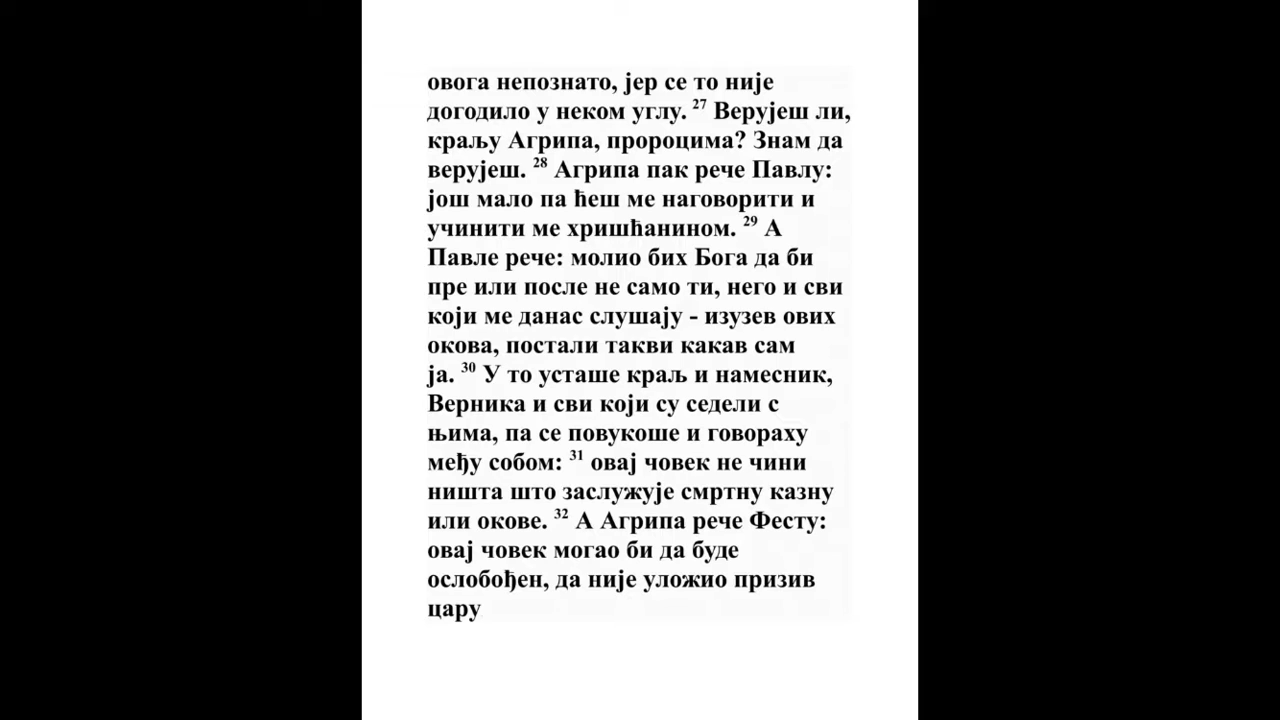 овога непознато, јер се то није
догодило у неком углу. 27 Верујеш ли,
краљу Агрипа, пророцима? Знам да
верујеш. 28 Агрипа пак рече Павлу:
још мало па ћеш ме наговорити и
учинити ме хришћанином. 29 А
Павле рече: молио бих Бога да би
пре или после не само ти, него и сви
који ме данас слушају - изузев ових
окова, постали такви какав сам
ја. 30 У то усташе краљ и намесник,
Верника и сви који су седели с
њима, па се повукоше и говораху
међу собом: 31 овај човек не чини
ништа што заслужује смртну казну
или окове. 32 А Агрипа рече Фесту:
овај човек могао би да буде
ослобођен, да није уложио призив
цару